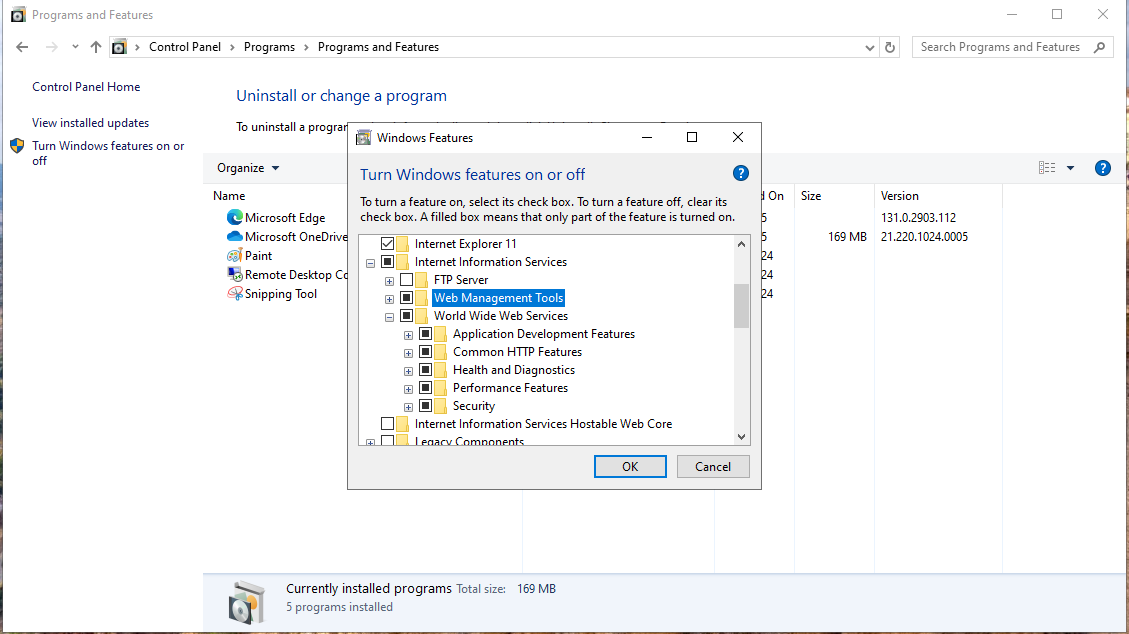 Programs and Features
Control Panel > Programs > Programs and Features
Search Programs and Features
Control Panel Home
View installed updates
Turn Windows features on or
off
Uninstall or change a program
To uninstall a program
Organize
Name
d On
Size
Version
Microsoft Edge
5
131.0.2903.112
Microsoft OneDrive
5
169 MB
21.220.1024.0005
Paint
24
Remote Desktop Co
24
Snipping Tool
24
Windows Features
Turn Windows features on or off
To turn a feature on, select its check box. To turn a feature off, clear its
check box. A filled box means that only part of the feature is turned on.
Internet Explorer 11
Internet Information Services
FTP Server
Web Management Tools
World Wide Web Services
Application Development Features
Common HTTP Features
Health and Diagnostics
Performance Features
Security
Internet Information Services Hostable Web Core
Legacy Components
OK
Cancel
Currently installed programs Total size: 169 MB
5 programs installed